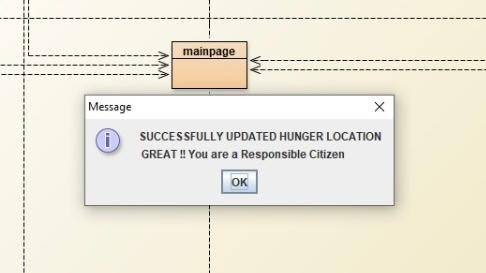 mainpage
Message
SUCCESSFULLY UPDATED HUNGER LOCATION
GREAT !! You are a Responsible Citizen
OK